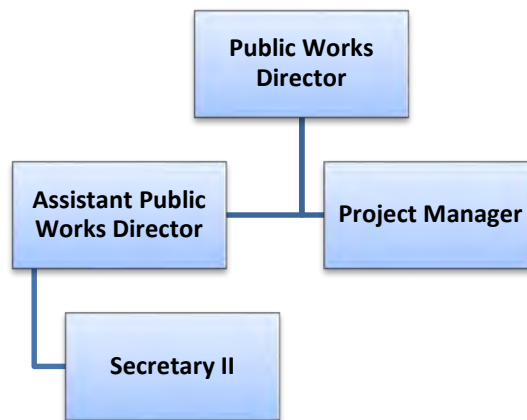 Public Works
Director
Assistant Public
Works Director
Project Manager
Secretary II